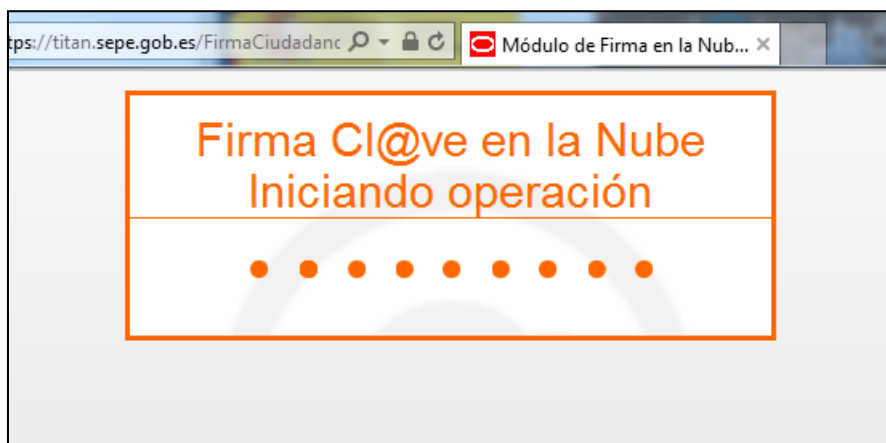 tps://titan.sepe.gob.es/FirmaCiudadanc
Módulo de Firma en la Nub...
Firma Cl@ve en la Nube
Iniciando operación